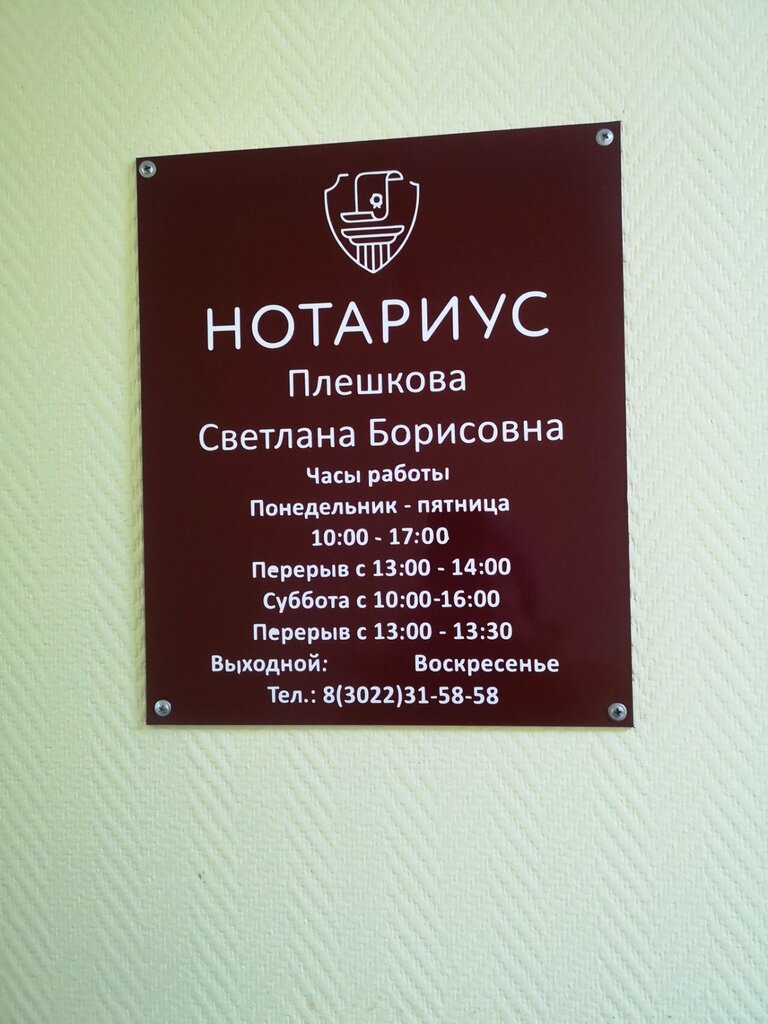 НОТАРИУС
Плешкова
Светлана Борисовна
Часы работы
Понедельник - пятница
10:00 - 17:00
Перерыв с 13:00 - 14:00
Суббота с 10:00-16:00
Перерыв с 13:00 - 13:30
Выходной: Воскресенье
Тел.: 8(3022)31-58-58